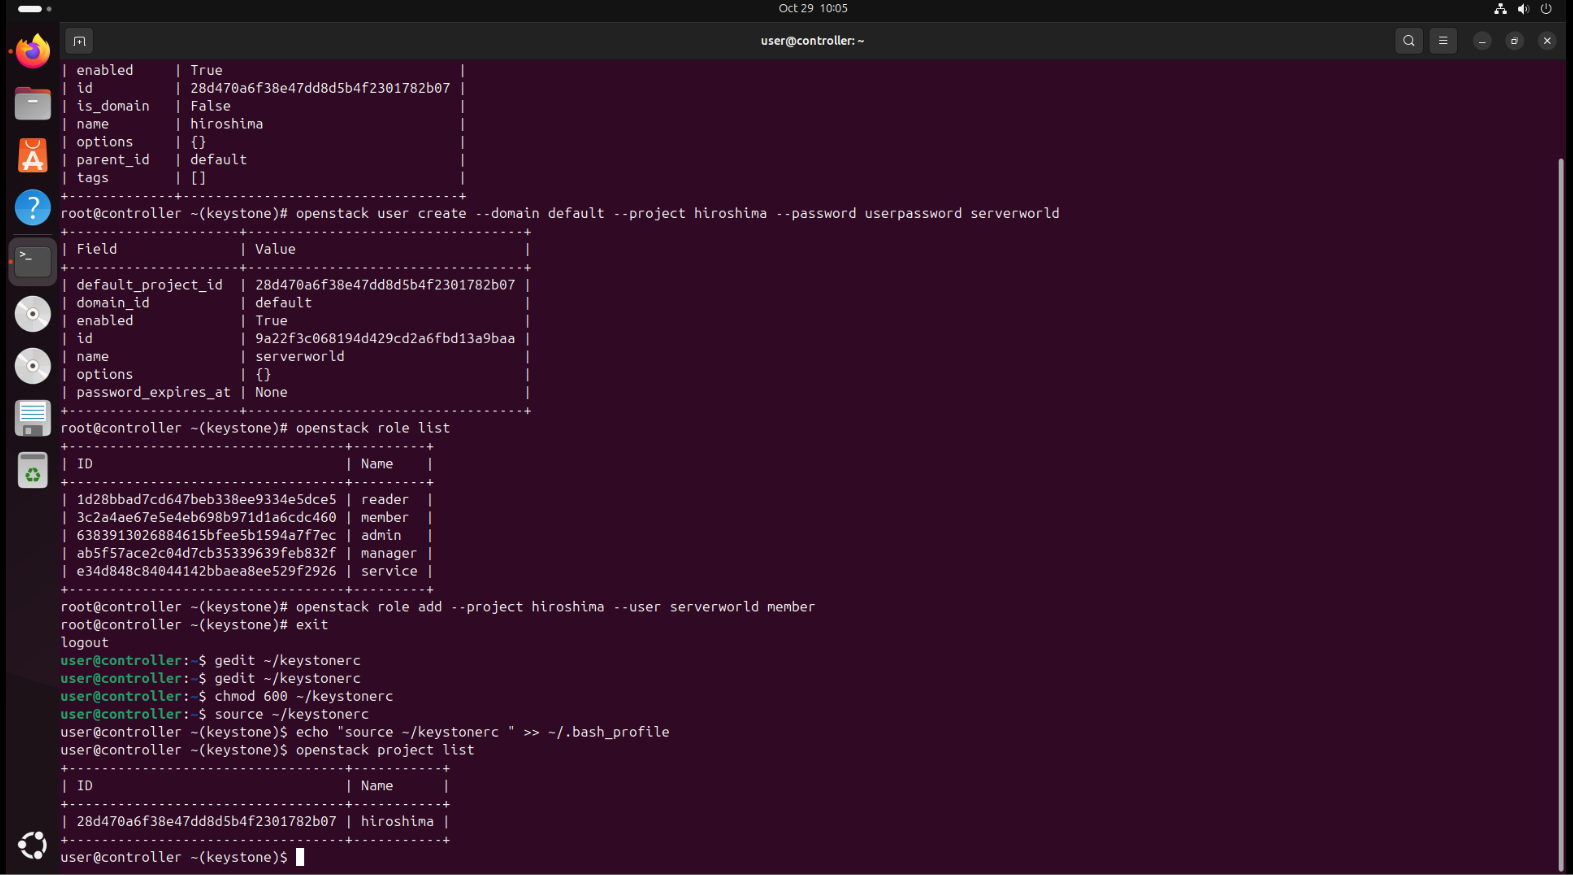 Oct 29 10:05
user@controller: ~
| enabled     | True                             |
| id          | 28d470a6f38e47dd8d5b4f2301782b07 |
| is_domain   | False                            |
| name        | hiroshima                        |
| options     | {}                               |
| parent_id   | default                          |
| tags        | []                               |
+-------------+----------------------------------+
root@controller ~(keystone)# openstack user create --domain default --project hiroshima --password userpassword serverworld
+---------------------+----------------------------------+
| Field               | Value                            |
+---------------------+----------------------------------+
| default_project_id  | 28d470a6f38e47dd8d5b4f2301782b07 |
| domain_id           | default                          |
| enabled             | True                             |
| id                  | 9a22f3c068194d429cd2a6fbd13a9baa |
| name                | serverworld                      |
| options             | {}                               |
| password_expires_at | None                             |
+---------------------+----------------------------------+
root@controller ~(keystone)# openstack role list
+----------------------------------+---------+
| ID                               | Name    |
+----------------------------------+---------+
| 1d28bbad7cd647beb338ee9334e5dce5 | reader  |
| 3c2a4ae67e5e4eb698b971d1a6cdc460 | member  |
| 6383913026884615bfee5b1594a7f7ec | admin   |
| ab5f57ace2c04d7cb35339639feb832f | manager |
| e34d848c84044142bbaea8ee529f2926 | service |
+----------------------------------+---------+
root@controller ~(keystone)# openstack role add --project hiroshima --user serverworld member
root@controller ~(keystone)# exit
logout
user@controller:~$ gedit ~/keystonerc
user@controller:~$ gedit ~/keystonerc
user@controller:~$ chmod 600 ~/keystonerc
user@controller:~$ source ~/keystonerc
user@controller ~(keystone)$ echo "source ~/keystonerc " >> ~/.bash_profile
user@controller ~(keystone)$ openstack project list
+----------------------------------+-----------+
| ID                               | Name      |
+----------------------------------+-----------+
| 28d470a6f38e47dd8d5b4f2301782b07 | hiroshima |
+----------------------------------+-----------+
user@controller ~(keystone)$